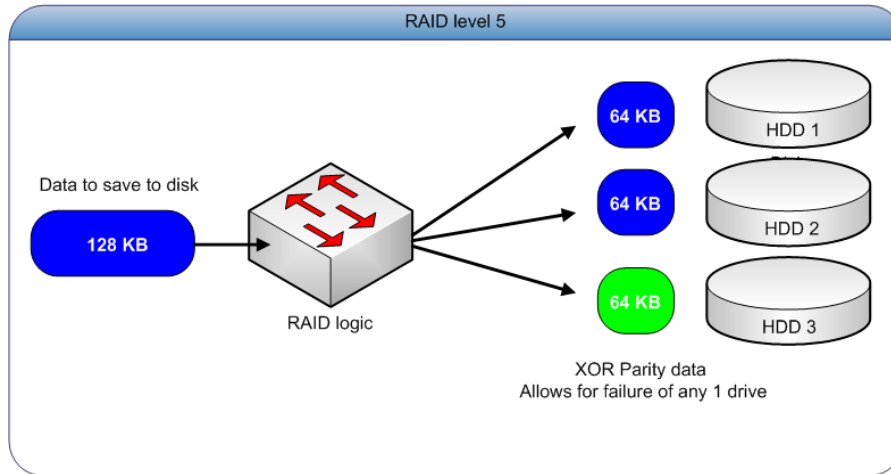 RAID level 5
64 KB
HDD 1
Data to save to disk
128 KB
64 KB
HDD 2
RAID logic
64 KB
HDD 3
XOR Parity data
Allows for failure of any 1 drive